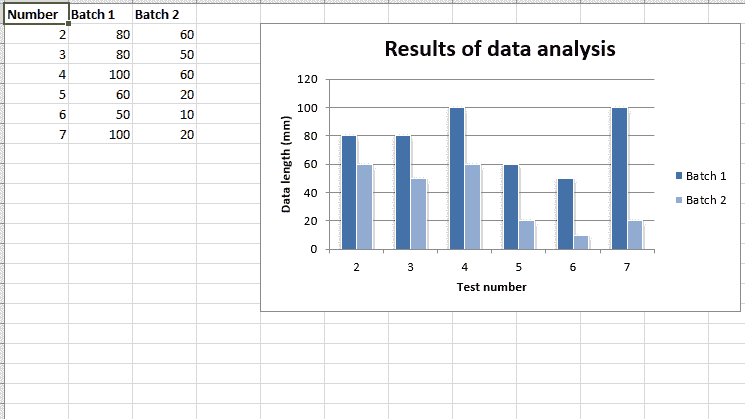 Number Batch 1 Batch 2
2 80 60
3 80 50
4 100 60
5 60 20
6 50 10
7 100 20
Results of data analysis
120
100
80
60
40
20
0
Data length (mm)
2 3 4 5 6 7
Test number
Batch 1
Batch 2